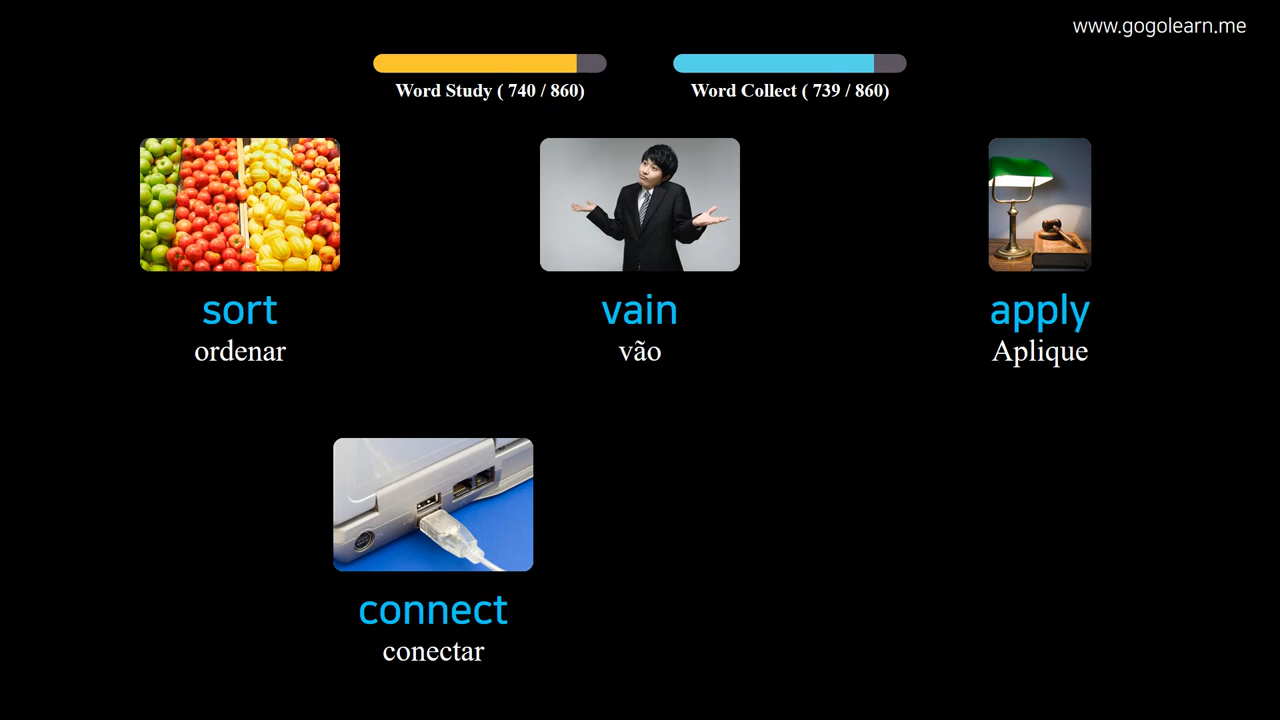 www.gogolearn.me
Word Study ( 740 / 860)
Word Collect ( 739 / 860)
sort
ordenar
vain
vão
apply
Aplique
connect
conectar